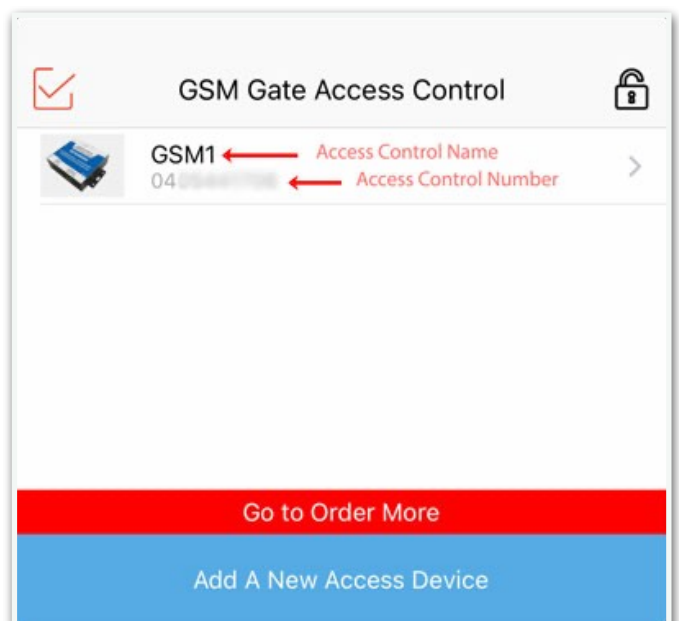 GSM Gate Access Control
GSM1 Access Control Name
04 Access Control Number
Go to Order More
Add A New Access Device